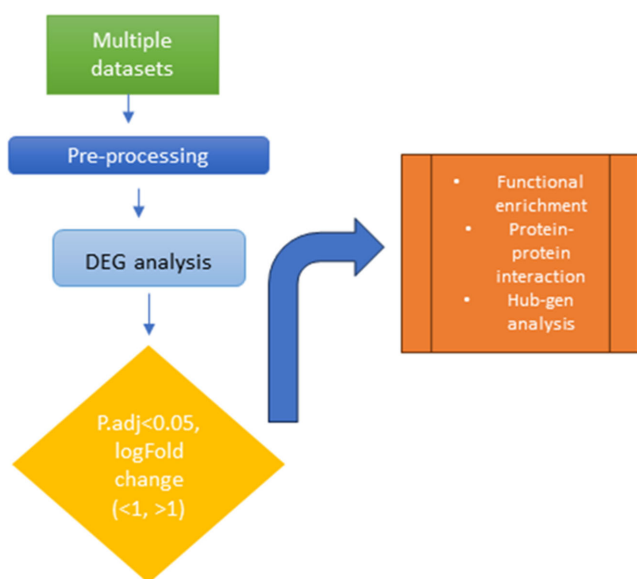 Multiple
datasets
Pre-processing
DEG analysis
P.adj<0.05,
logFold
change
(<1, >1)
• Functional
enrichment
• Protein-
protein
interaction
• Hub-gen
analysis